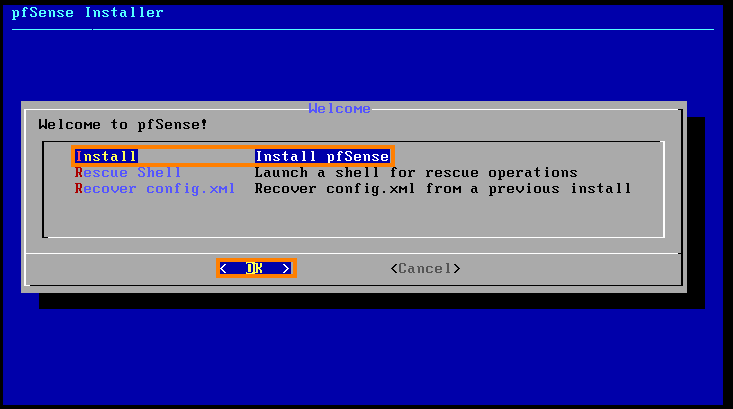 pfSense Installer
Welcome
Welcome to pfSense!
Install Install pfSense
Rescue Shell Launch a shell for rescue operations
Recover config.xml Recover config.xml from a previous install
< OK > <Cancel>